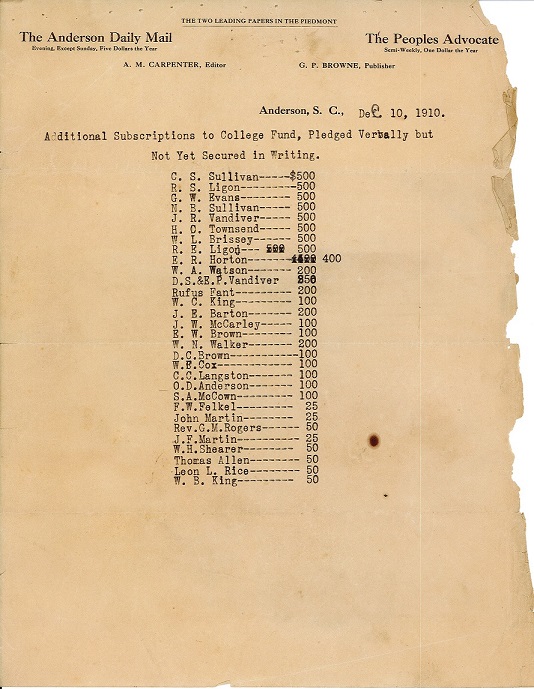 THE TWO LEADING PAPERS IN THE PIEDMONT
The Anderson Daily Mail
Evening, Except Sunday, Five Dollars the Year
The Peoples Advocate
Semi-Weekly, One Dollar the Year
A. M. CARPENTER, Editor
G. P. BROWNE, Publisher
Anderson, S. C., Dec. 10, 1910.
Additional Subscriptions to College Fund, Pledged Verbally but
Not Yet Secured in Writing.
C. S. Sullivan-----$500
R. S. Ligon---------500
G. W. Evans-------- 500
N. B. Sullivan----- 500
J. R. Vandiver----- 500
H. C. Townsend----- 500
W. L. Brissey------ 500
R. E. Ligon--- 500
E. R. Horton------- 400
W. A. Watson------- 200
D.S.&E.P.Vandiver
Rufus Fant--------- 200
W. C. King--------- 100
J. E. Barton------- 200
J. W. McCarley----- 100
E. W. Brown-------- 100
W. N. Walker------- 200
D.C.Brown-----------100
W.F.Cox------------ 100
C.C.Langston------- 100
O.D.Anderson------- 100
S.A.McCown--------- 100
F.W.Felkel--------- 25
John Martin-------- 25
Rev.G.M.Rogers----- 50
J.F.Martin--------- 25
W.H.Shearer-------- 50
Thomas Allen------- 50
Leon L. Rice------- 50
W. B. King--------- 50